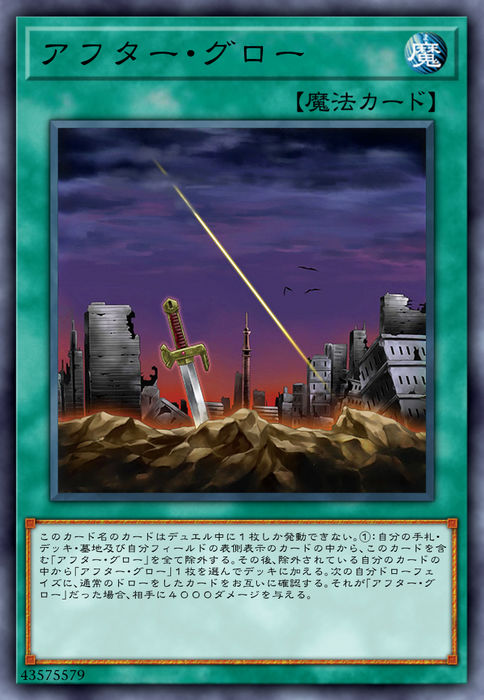 アフター・グロー
魔
【魔法カード】
このカード名のカードはデュエル中に1枚しか発動できない。①:自分の手札・
デッキ・墓地及び自分フィールドの表側表示のカードの中から、このカードを含
む「アフター・グロー」を全て除外する。その後、除外されている自分のカードの
中から「アフター・グロー」1枚を選んでデッキに加える。次の自分ドローフェ
イズに、通常のドローをしたカードをお互いに確認する。それが「アフター・グ
ロー」だった場合、相手に4000ダメージを与える。
43575579